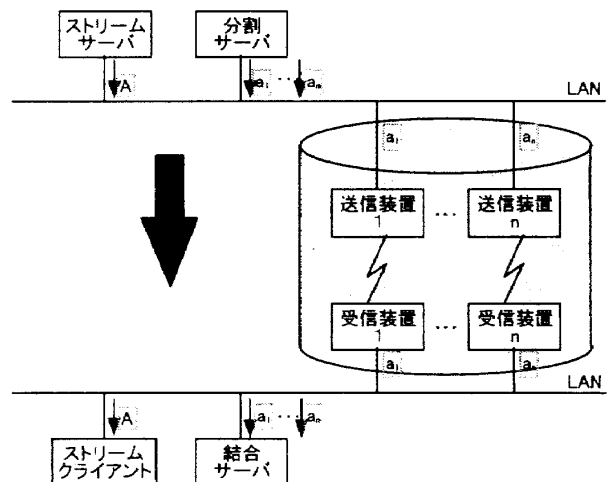 ストリーム
サーバ
分割
サーバ
A
a₁ ··· aₙ
LAN
a₁
aₙ
送信装置
1
···
送信装置
n
受信装置
1
···
受信装置
n
a₁
aₙ
LAN
A
a₁ ··· aₙ
ストリーム
クライアント
結合
サーバ